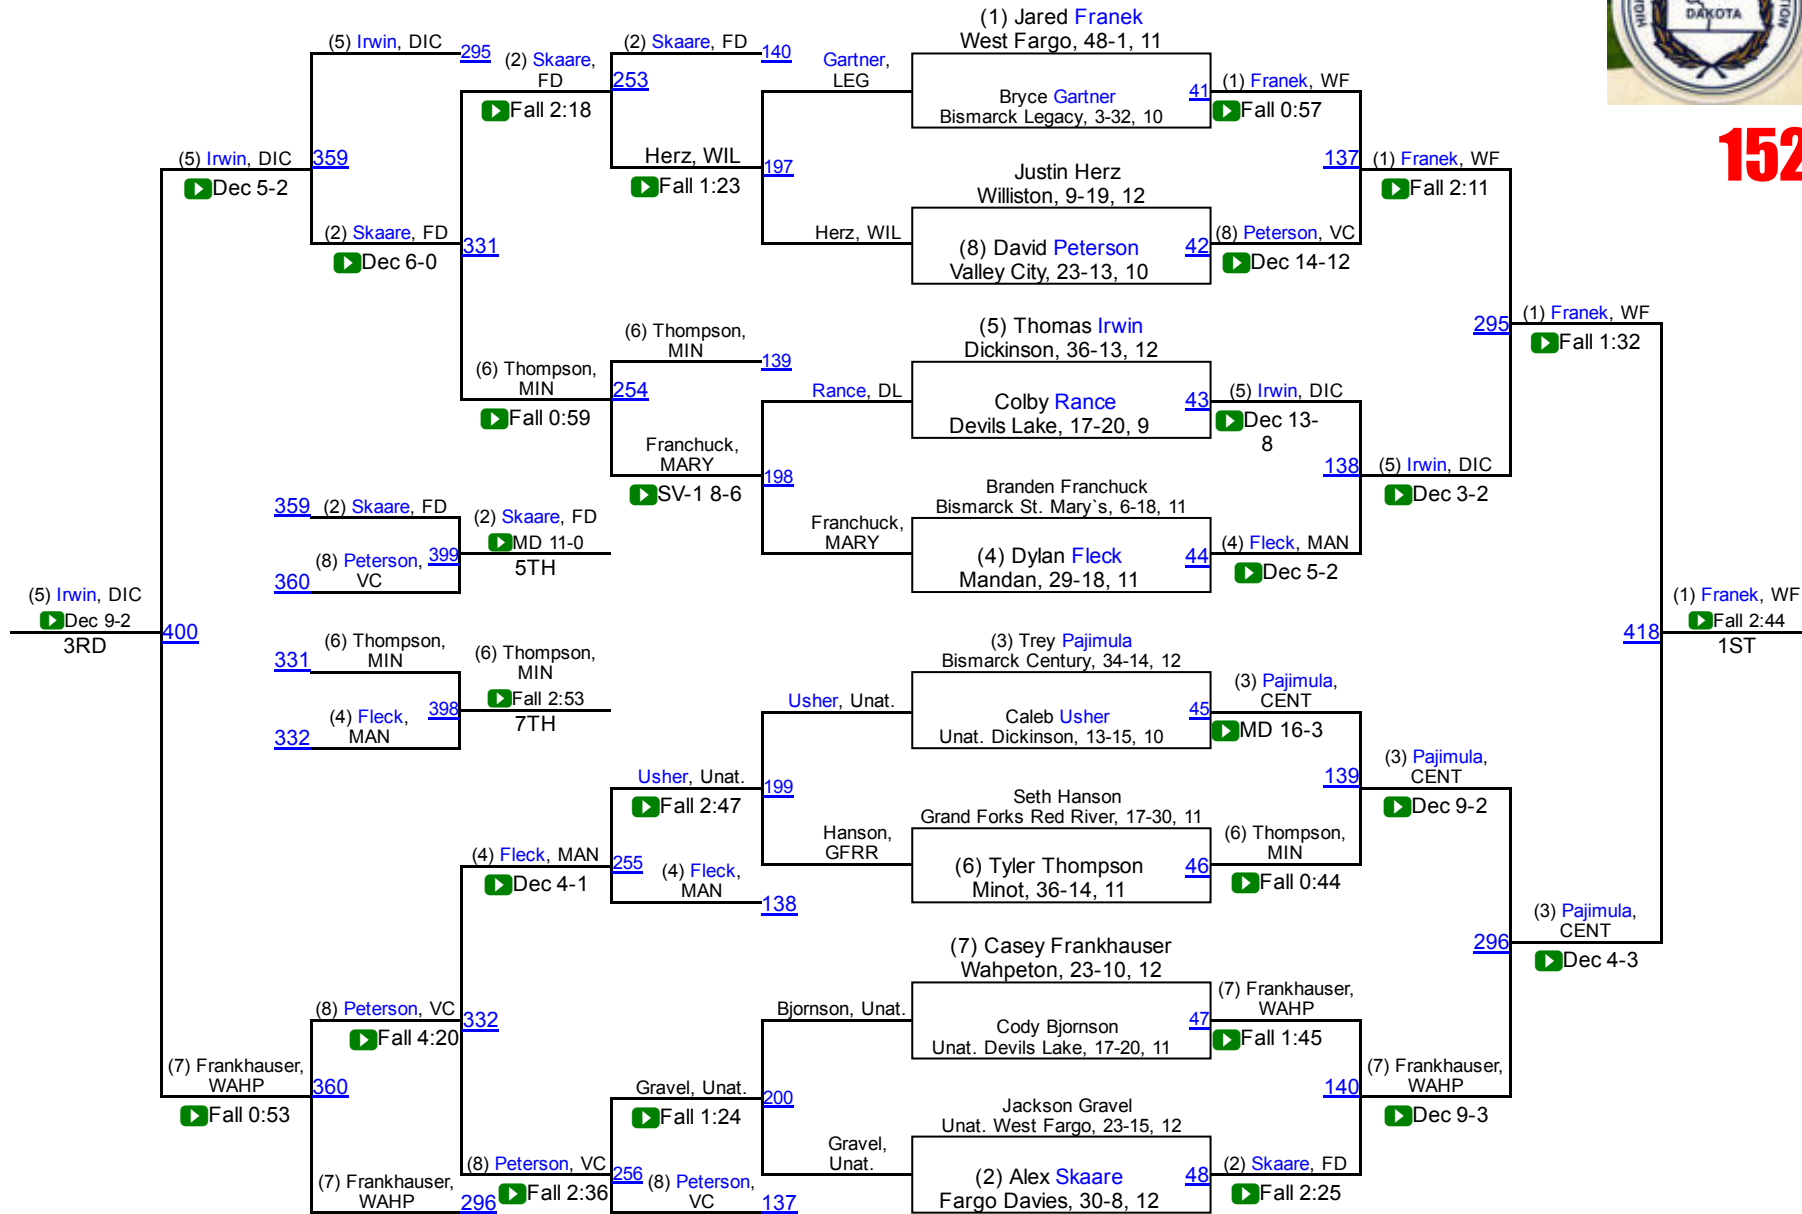 (1) Jared Franek
West Fargo, 48-1, 11
Bryce Gartner
Bismarck Legacy, 3-32, 10
Justin Herz
Williston, 9-19, 12
(8) David Peterson
Valley City, 23-13, 10
(5) Thomas Irwin
Dickinson, 36-13, 12
Colby Rance
Devils Lake, 17-20, 9
Branden Franchuck
Bismarck St. Mary`s, 6-18, 11
(4) Dylan Fleck
Mandan, 29-18, 11
(3) Trey Pajimula
Bismarck Century, 34-14, 12
Caleb Usher
Unat. Dickinson, 13-15, 10
Seth Hanson
Grand Forks Red River, 17-30, 11
(6) Tyler Thompson
Minot, 36-14, 11
(7) Casey Frankhauser
Wahpeton, 23-10, 12
Cody Bjornson
Unat. Devils Lake, 17-20, 11
Jackson Gravel
Unat. West Fargo, 23-15, 12
(2) Alex Skaare
Fargo Davies, 30-8, 12
41
(1) Franek, WF
Fall 0:57
42
(8) Peterson, VC
Dec 14-12
43
(5) Irwin, DIC
Dec 13-
8
44
(4) Fleck, MAN
Dec 5-2
45
(3) Pajimula,
CENT
MD 16-3
46
(6) Thompson,
MIN
Fall 0:44
47
(7) Frankhauser,
WAHP
Fall 1:45
48
(2) Skaare, FD
Fall 2:25
137
(1) Franek, WF
Fall 2:11
138
(5) Irwin, DIC
Dec 3-2
139
(3) Pajimula,
CENT
Dec 9-2
140
(7) Frankhauser,
WAHP
Dec 9-3
295
(1) Franek, WF
Fall 1:32
296
(3) Pajimula,
CENT
Dec 4-3
418
(1) Franek, WF
Fall 2:44
1ST
DAKOTA
152
Gartner,
LEG
Herz, WIL
197
Herz, WIL
Fall 1:23
Rance, DL
Franchuck,
MARY
198
Franchuck,
MARY
SV-1 8-6
Usher, Unat.
Hanson,
GFRR
199
Usher, Unat.
Fall 2:47
Bjornson, Unat.
Gravel,
Unat.
200
Gravel, Unat.
Fall 1:24
(2) Skaare, FD
140
253
(2) Skaare,
FD
Fall 2:18
(6) Thompson,
MIN
139
254
(6) Thompson,
MIN
Fall 0:59
(4) Fleck,
MAN
138
255
(4) Fleck, MAN
Dec 4-1
(8) Peterson,
VC
137
256
(8) Peterson, VC
Fall 2:36
331
(2) Skaare, FD
Dec 6-0
332
(8) Peterson, VC
Fall 4:20
(5) Irwin, DIC
295
359
(5) Irwin, DIC
Dec 5-2
(7) Frankhauser,
WAHP
296
360
(7) Frankhauser,
WAHP
Fall 0:53
400
(5) Irwin, DIC
Dec 9-2
3RD
359
(2) Skaare, FD
360
(8) Peterson,
VC
399
(2) Skaare, FD
MD 11-0
5TH
331
(6) Thompson,
MIN
332
(4) Fleck,
MAN
398
(6) Thompson,
MIN
Fall 2:53
7TH